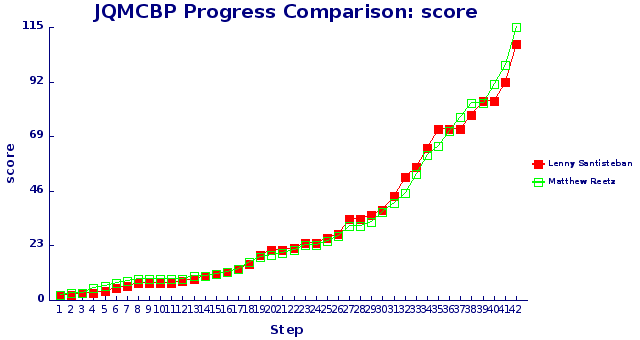 JQMCBP Progress Comparison: score
115
92
69
46
23
0
score
1 2 3 4 5 6 7 8 9 10 11 12 13 14 15 16 17 18 19 20 21 22 23 24 25 26 27 28 29 30 31 32 33 34 35 36 37 38 39 40 41 42
Step
Lenny Santisteban
Matthew Reetz